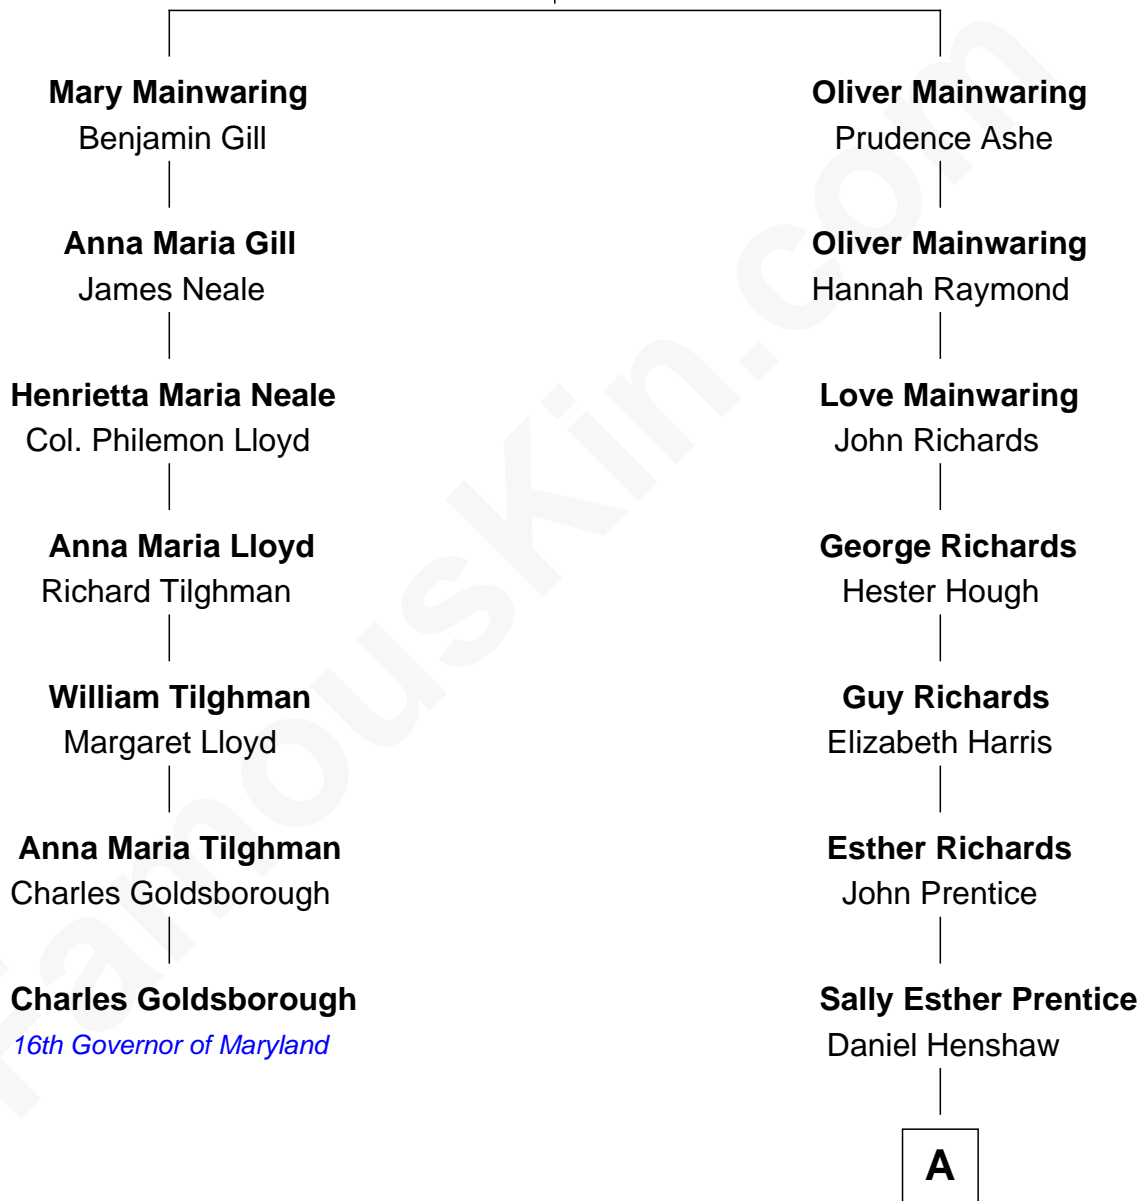 Mary Mainwaring
Benjamin Gill
Anna Maria Gill
James Neale
Henrietta Maria Neale
Col. Philemon Lloyd
Anna Maria Lloyd
Richard Tilghman
William Tilghman
Margaret Lloyd
Anna Maria Tilghman
Charles Goldsborough
Charles Goldsborough
16th Governor of Maryland
Oliver Mainwaring
Prudence Ashe
Oliver Mainwaring
Hannah Raymond
Love Mainwaring
John Richards
George Richards
Hester Hough
Guy Richards
Elizabeth Harris
Esther Richards
John Prentice
Sally Esther Prentice
Daniel Henshaw
A
FamousKin.com